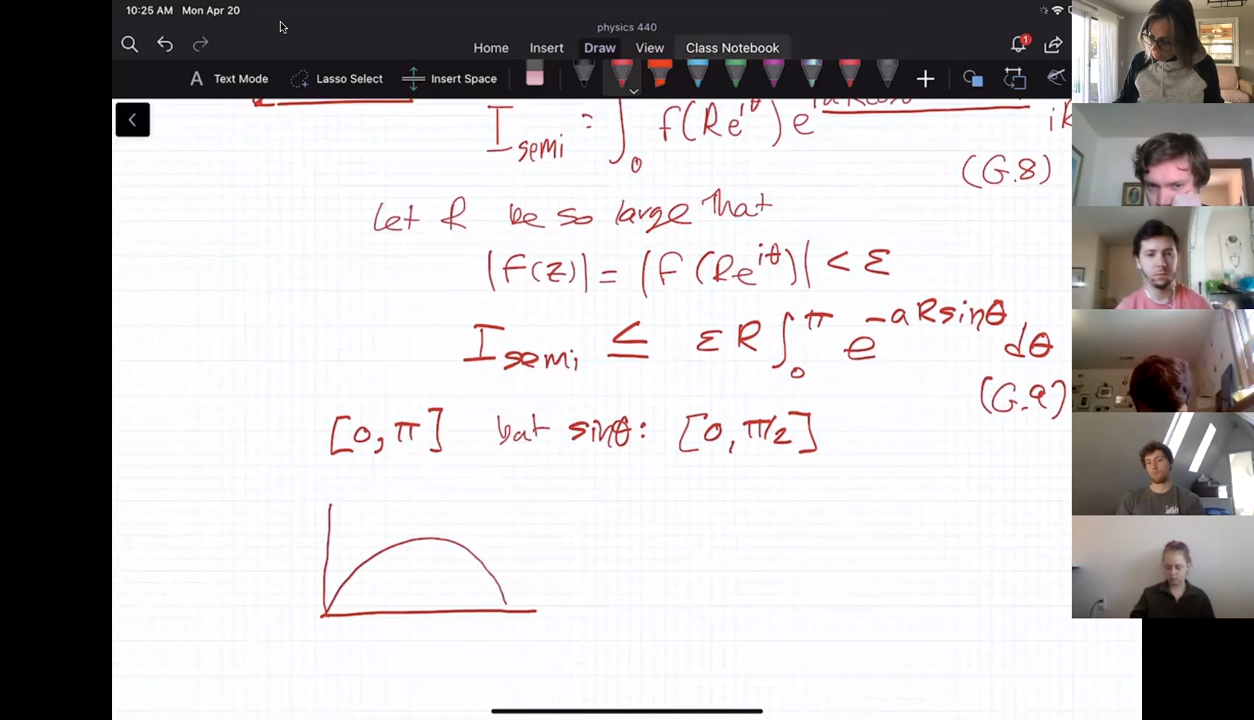 10:25 AM Mon Apr 20
physics 440
Home Insert Draw View Class Notebook
1
A Text Mode Lasso Select Insert Space
I_semi = ∫_0 f(Re^{iθ}) e
(G.8)
Let R be so large that
|f(z)| = |f(Re^{iθ})| < ε
I_semi ≤ εR ∫_0^π e^{-aRsinθ} dθ
(G.9)
[0, π] but sinθ: [0, π/2]